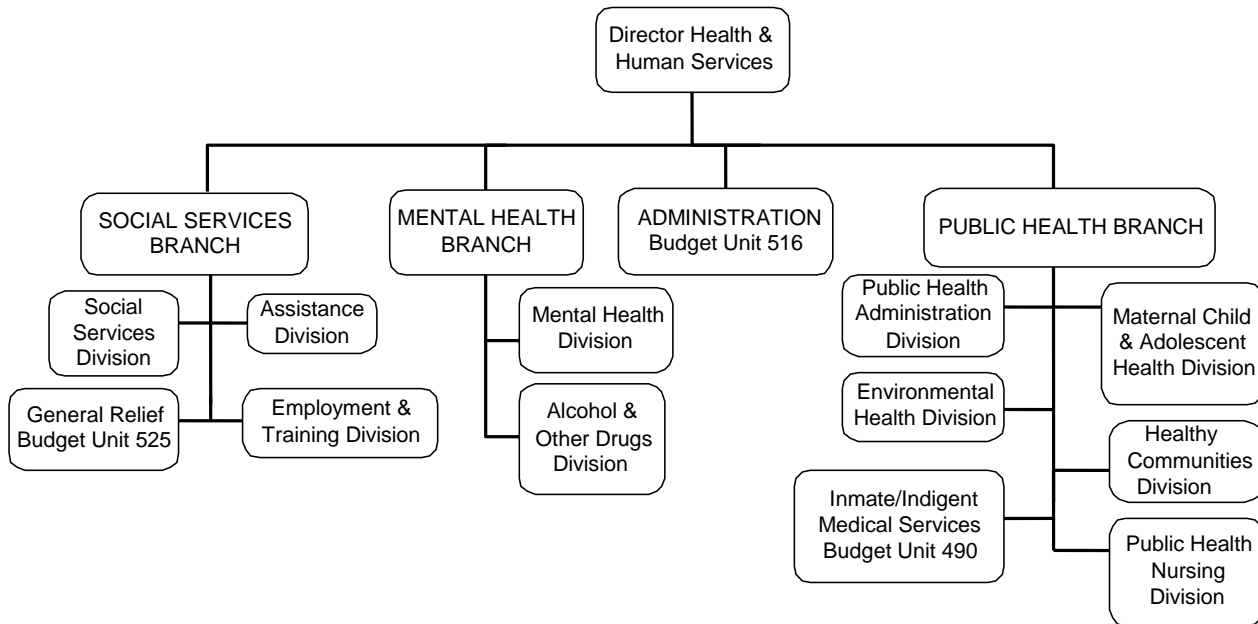 Director Health &
Human Services
SOCIAL SERVICES
BRANCH
MENTAL HEALTH
BRANCH
ADMINISTRATION
Budget Unit 516
PUBLIC HEALTH BRANCH
Social
Services
Division
Assistance
Division
General Relief
Budget Unit 525
Employment &
Training Division
Mental Health
Division
Alcohol &
Other Drugs
Division
Public Health
Administration
Division
Maternal Child
& Adolescent
Health Division
Environmental
Health Division
Healthy
Communities
Division
Inmate/Indigent
Medical Services
Budget Unit 490
Public Health
Nursing
Division